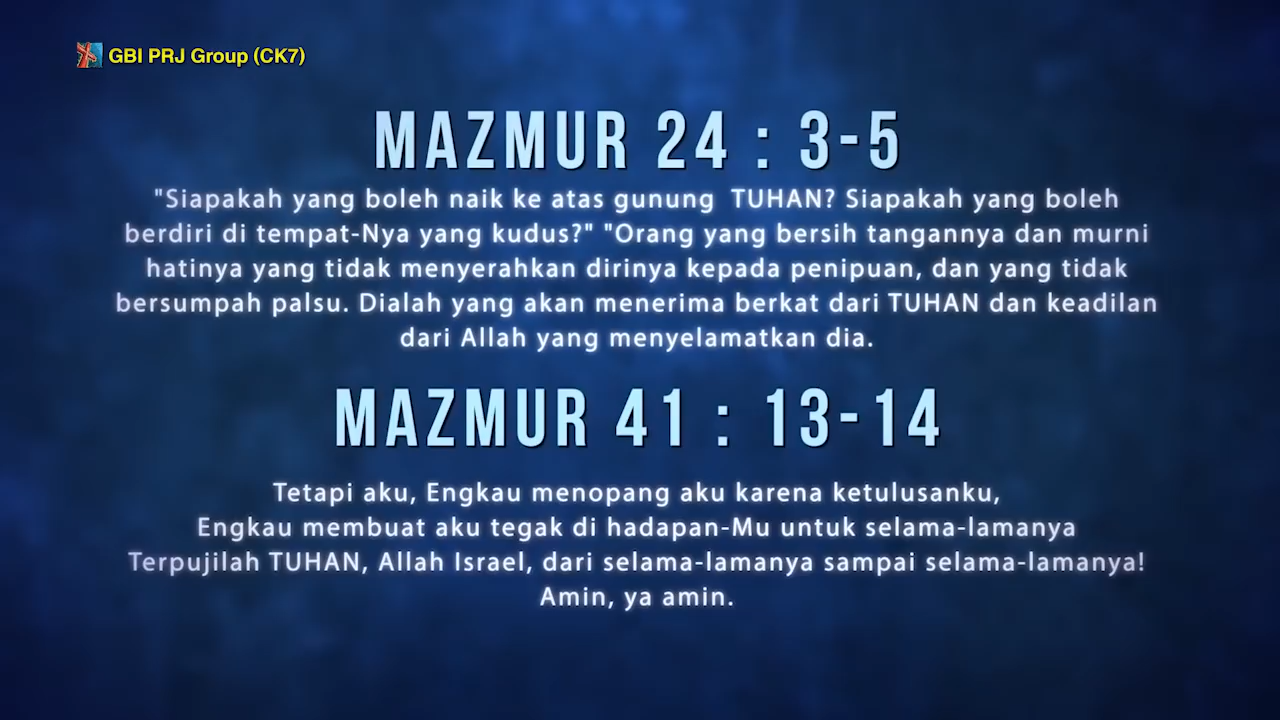 GBI PRJ Group (CK7)
MAZMUR 24 : 3-5
"Siapakah yang boleh naik ke atas gunung  TUHAN? Siapakah yang boleh
berdiri di tempat-Nya yang kudus?" "Orang yang bersih tangannya dan murni
hatinya yang tidak menyerahkan dirinya kepada penipuan, dan yang tidak
bersumpah palsu. Dialah yang akan menerima berkat dari TUHAN dan keadilan
dari Allah yang menyelamatkan dia.
MAZMUR 41 : 13-14
Tetapi aku, Engkau menopang aku karena ketulusanku,
Engkau membuat aku tegak di hadapan-Mu untuk selama-lamanya
Terpujilah TUHAN, Allah Israel, dari selama-lamanya sampai selama-lamanya!
Amin, ya amin.